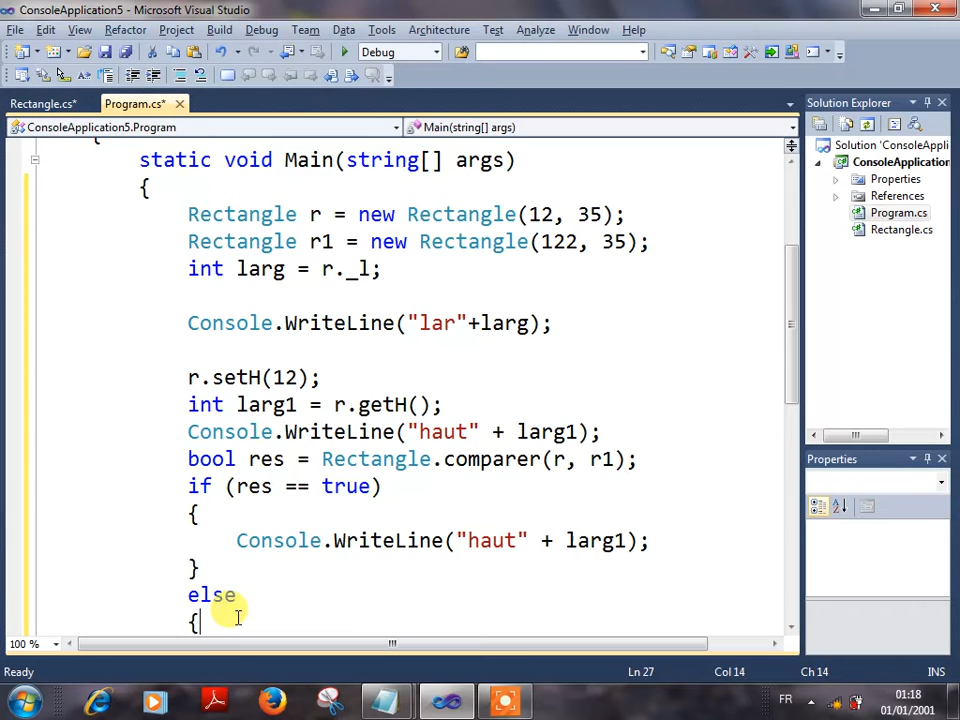 ConsoleApplication5 - Microsoft Visual Studio
File Edit View Refactor Project Build Debug Team Data Tools Architecture Test Analyze Window Help
Debug
Rectangle.cs* Program.cs*
Solution Explorer
ConsoleApplication5.Program
Main(string[] args)
Solution 'ConsoleAppli
ConsoleApplication
Properties
References
Program.cs
Rectangle.cs
static void Main(string[] args)
{
Rectangle r = new Rectangle(12, 35);
Rectangle r1 = new Rectangle(122, 35);
int larg = r._l;
Console.WriteLine("lar"+larg);
r.setH(12);
int larg1 = r.getH();
Console.WriteLine("haut" + larg1);
bool res = Rectangle.comparer(r, r1);
if (res == true)
{
Console.WriteLine("haut" + larg1);
}
else
{
Properties
100 %
Ready
Ln 27
Col 14
Ch 14
INS
FR
01:18
01/01/2001